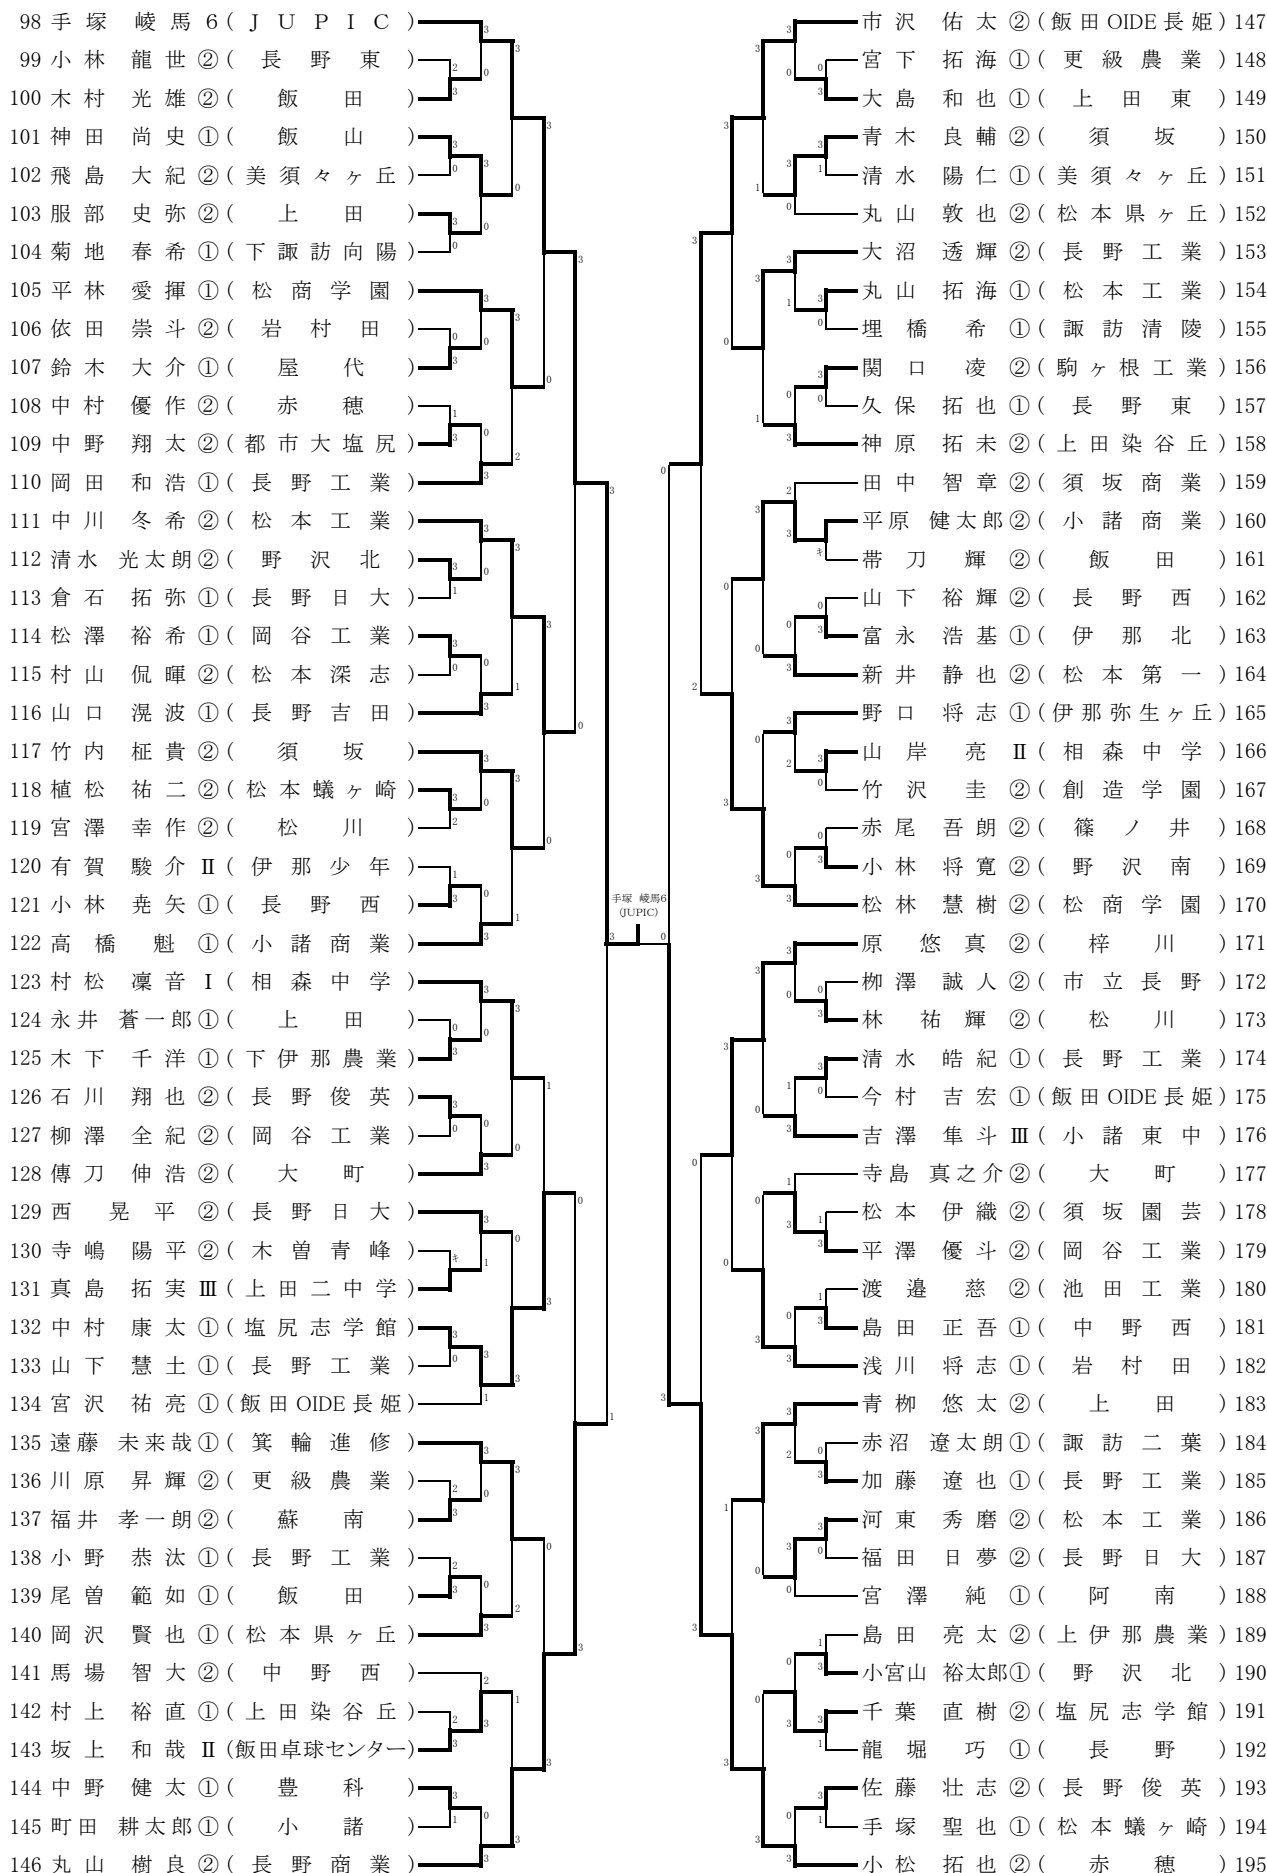 98 手塚 崚馬 6 (JUPIC)
99 小林 龍世 ② (長野東)
100 木村 光雄 ② (飯田)
101 神田 尚史 ① (飯山)
102 飛島 大紀 ② (美須々ヶ丘)
103 服部 史弥 ② (上田)
104 菊地 春希 ① (下諏訪向陽)
105 平林 愛揮 ① (松商学園)
106 依田 崇斗 ② (岩村田)
107 鈴木 大介 ① (屋代)
108 中村 優作 ② (赤穂)
109 中野 翔太 ② (都市大塩尻)
110 岡田 和浩 ① (長野工業)
111 中川 冬希 ② (松本工業)
112 清水 光太朗 ② (野沢北)
113 倉石 拓弥 ① (長野日大)
114 松澤 裕希 ① (岡谷工業)
115 村山 侃暉 ② (松本深志)
116 山口 滉波 ① (長野吉田)
117 竹内 柾貴 ② (須坂)
118 植松 祐二 ② (松本蟻ヶ崎)
119 宮澤 幸作 ② (松川)
120 有賀 駿介 Ⅱ (伊那少年)
121 小林 尭矢 ① (長野西)
122 高橋 魁 ① (小諸商業)
123 村松 凜音 Ⅰ (相森中学)
124 永井 蒼一郎 ① (上田)
125 木下 千洋 ① (下伊那農業)
126 石川 翔也 ② (長野俊英)
127 柳澤 全紀 ② (岡谷工業)
128 傳刀 伸浩 ② (大町)
129 西 晃平 ② (長野日大)
130 寺嶋 陽平 ② (木曽青峰)
131 真島 拓実 Ⅲ (上田二中学)
132 中村 康太 ① (塩尻志学館)
133 山下 慧士 ① (長野工業)
134 宮沢 祐亮 ① (飯田OIDE長姫)
135 遠藤 未来哉 ① (箕輪進修)
136 川原 昇輝 ② (更級農業)
137 福井 孝一朗 ② (蘇南)
138 小野 恭汰 ① (長野工業)
139 尾曽 範如 ① (飯田)
140 岡沢 賢也 ① (松本県ヶ丘)
141 馬場 智大 ② (中野西)
142 村上 裕直 ① (上田染谷丘)
143 坂上 和哉 Ⅱ (飯田卓球センター)
144 中野 健太 ① (豊科)
145 町田 耕太郎 ① (小諸)
146 丸山 樹良 ② (長野商業)
手塚 崚馬6
(JUPIC)
市沢 佑太 ② (飯田OIDE長姫) 147
宮下 拓海 ① (更級農業) 148
大島 和也 ① (上田東) 149
青木 良輔 ② (須坂) 150
清水 陽仁 ① (美須々ヶ丘) 151
丸山 敦也 ② (松本県ヶ丘) 152
大沼 透輝 ② (長野工業) 153
丸山 拓海 ① (松本工業) 154
埋橋 希 ① (諏訪清陵) 155
関口 凌 ② (駒ヶ根工業) 156
久保 拓也 ① (長野東) 157
神原 拓未 ② (上田染谷丘) 158
田中 智章 ② (須坂商業) 159
平原 健太郎 ② (小諸商業) 160
帯刀 輝 ② (飯田) 161
山下 裕輝 ② (長野西) 162
富永 浩基 ① (伊那北) 163
新井 静也 ② (松本第一) 164
野口 将志 ① (伊那弥生ヶ丘) 165
山岸 亮 Ⅱ (相森中学) 166
竹沢 圭 ② (創造学園) 167
赤尾 吾朗 ② (篠ノ井) 168
小林 将寛 ② (野沢南) 169
松林 慧樹 ② (松商学園) 170
原 悠真 ② (梓川) 171
柳澤 誠人 ② (市立長野) 172
林 祐輝 ② (松川) 173
清水 皓紀 ① (長野工業) 174
今村 吉宏 ① (飯田OIDE長姫) 175
吉澤 隼斗 Ⅲ (小諸東中) 176
寺島 真之介 ② (大町) 177
松本 伊織 ② (須坂園芸) 178
平澤 優斗 ② (岡谷工業) 179
渡邉 慈 ② (池田工業) 180
島田 正吾 ① (中野西) 181
浅川 将志 ① (岩村田) 182
青柳 悠太 ② (上田) 183
赤沼 遼太朗 ① (諏訪二葉) 184
加藤 遼也 ① (長野工業) 185
河東 秀磨 ② (松本工業) 186
福田 日夢 ② (長野日大) 187
宮澤 純 ① (阿南) 188
島田 亮太 ② (上伊那農業) 189
小宮山 裕太郎 ① (野沢北) 190
千葉 直樹 ② (塩尻志学館) 191
龍堀 巧 ① (長野) 192
佐藤 壮志 ② (長野俊英) 193
手塚 聖也 ① (松本蟻ヶ崎) 194
小松 拓也 ② (赤穂) 195